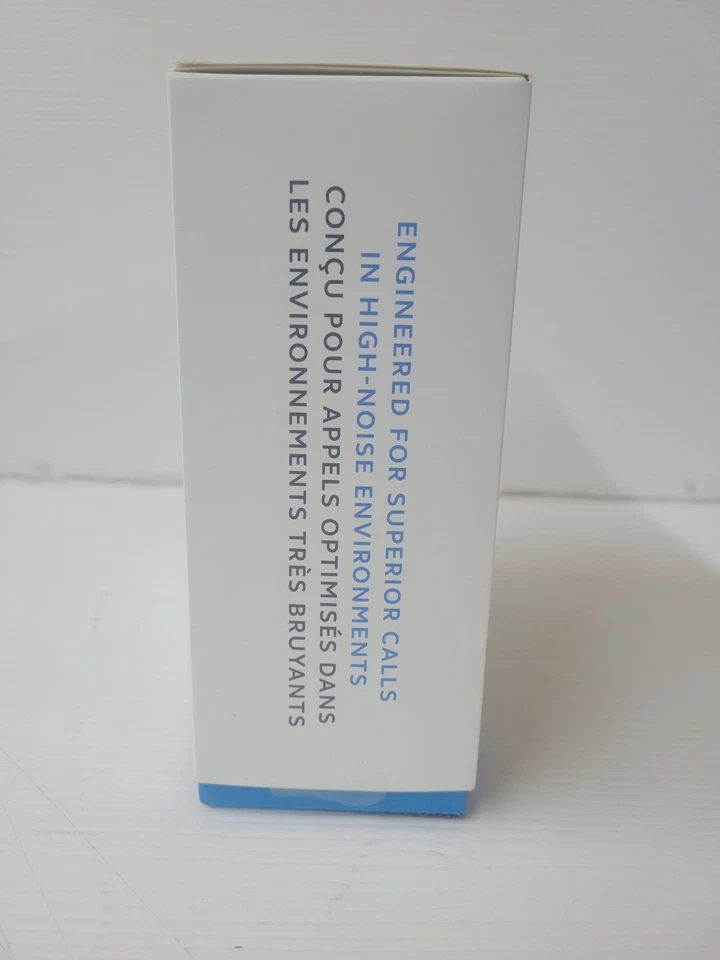 ENGINEERED FOR SUPERIOR CALLS
IN HIGH-NOISE ENVIRONMENTS
CONÇU POUR APPELS OPTIMISÉS DANS
LES ENVIRONNEMENTS TRÈS BRUYANTS